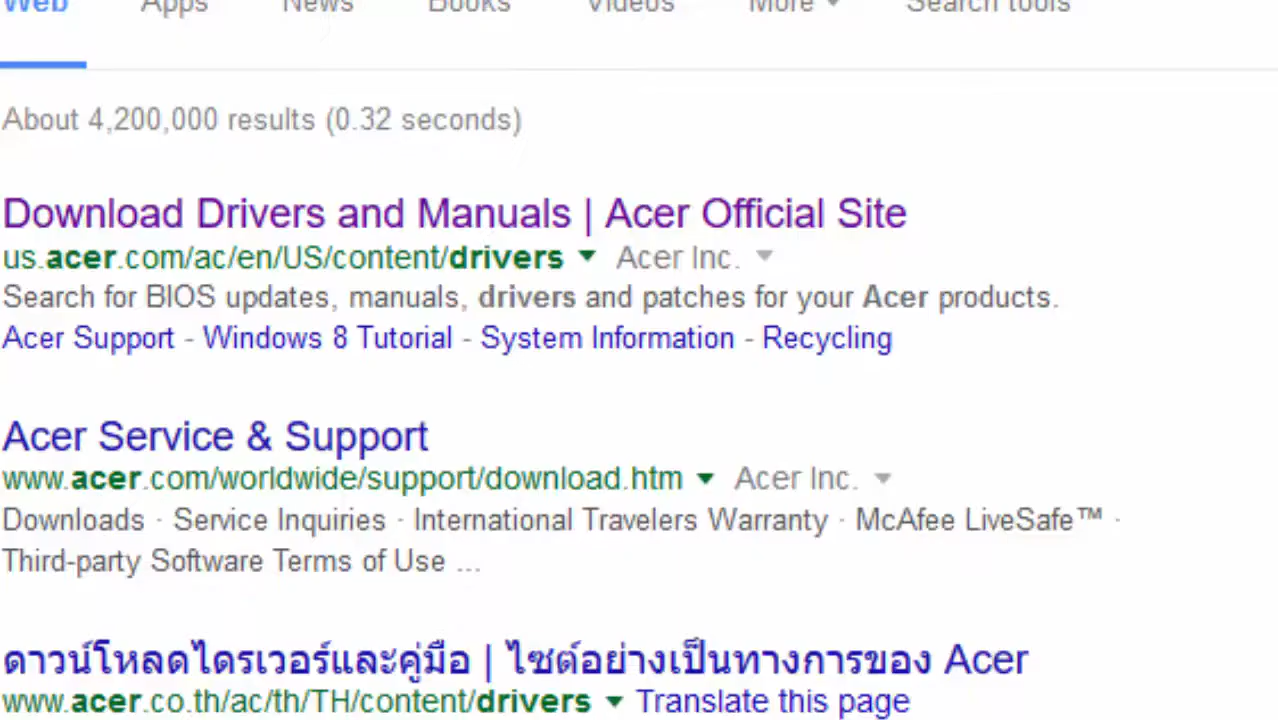 Web Apps News Books Videos More Search tools
About 4,200,000 results (0.32 seconds)
Download Drivers and Manuals | Acer Official Site
us.acer.com/ac/en/US/content/drivers Acer Inc.
Search for BIOS updates, manuals, drivers and patches for your Acer products.
Acer Support - Windows 8 Tutorial - System Information - Recycling
Acer Service & Support
www.acer.com/worldwide/support/download.htm Acer Inc.
Downloads · Service Inquiries · International Travelers Warranty · McAfee LiveSafe™ ·
Third-party Software Terms of Use ...
ดาวน์โหลดไดรเวอร์และคู่มือ | ไซต์อย่างเป็นทางการของ Acer
www.acer.co.th/ac/th/TH/content/drivers Translate this page